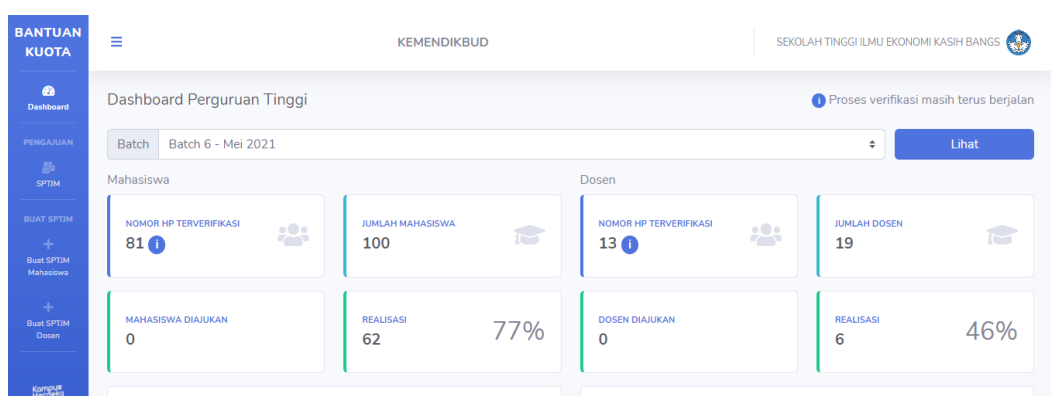 BANTUAN
KUOTA
KEMENDIKBUD
SEKOLAH TINGGI ILMU EKONOMI KASIH BANGS
Dashboard
PENGAJUAN
SPTJM
BUAT SPTJM
Buat SPTJM
Mahasiswa
Buat SPTJM
Dosen
Kampus
Merdeka
Dashboard Perguruan Tinggi
Proses verifikasi masih terus berjalan
Batch
Batch 6 - Mei 2021
Lihat
Mahasiswa
NOMOR HP TERVERIFIKASI
81
JUMLAH MAHASISWA
100
MAHASISWA DIAJUKAN
0
REALISASI
62
77%
Dosen
NOMOR HP TERVERIFIKASI
13
JUMLAH DOSEN
19
DOSEN DIAJUKAN
0
REALISASI
6
46%